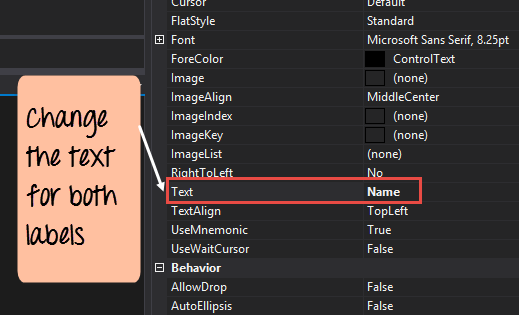 Cursor Default
FlatStyle Standard
Font Microsoft Sans Serif, 8.25pt
ForeColor ControlText
Image (none)
ImageAlign MiddleCenter
ImageIndex (none)
ImageKey (none)
ImageList (none)
RightToLeft No
Text Name
TextAlign TopLeft
UseMnemonic True
UseWaitCursor False
Behavior
AllowDrop False
AutoEllipsis False
Change
the text
for both
labels